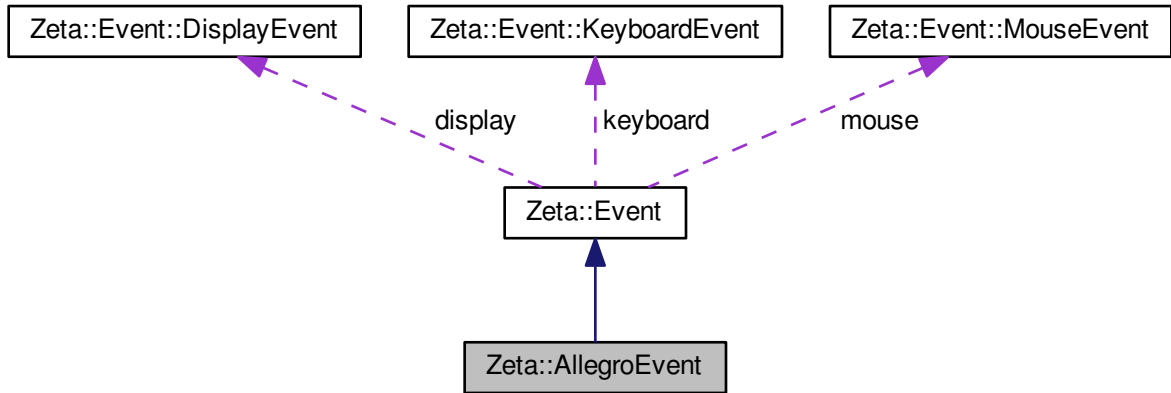 Zeta::Event::DisplayEvent
Zeta::Event::KeyboardEvent
Zeta::Event::MouseEvent
display
keyboard
mouse
Zeta::Event
Zeta::AllegroEvent